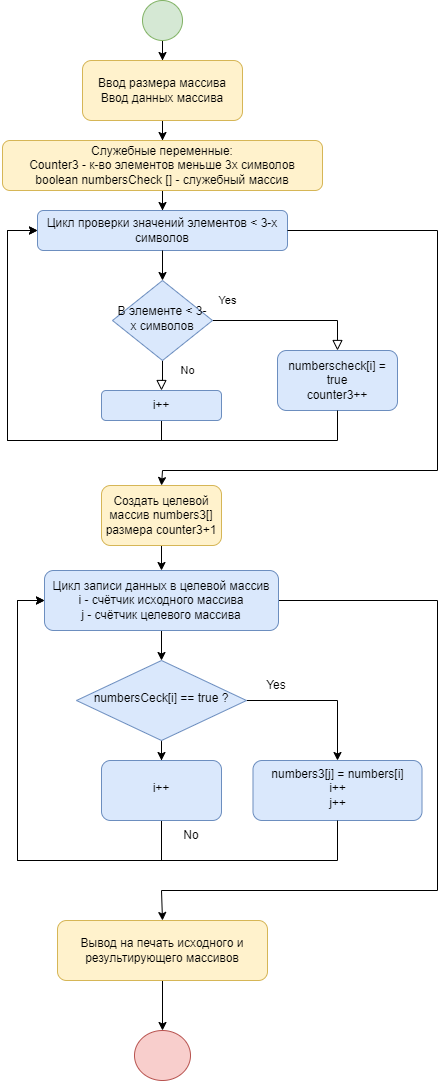 Ввод размера массива
Ввод данных массива
Служебные переменные:
Counter3 - к-во элементов меньше 3х символов
boolean numbersCheck [] - служебный массив
Цикл проверки значений элементов < 3-х
символов
В элементе < 3-
х символов
Yes
No
numberscheck[i] =
true
counter3++
i++
Создать целевой
массив numbers3[]
размера counter3+1
Цикл записи данных в целевой массив
i - счётчик исходного массива
j - счётчик целевого массива
numbersCeck[i] == true ?
Yes
i++
numbers3[j] = numbers[i]
i++
j++
No
Вывод на печать исходного и
результирующего массивов